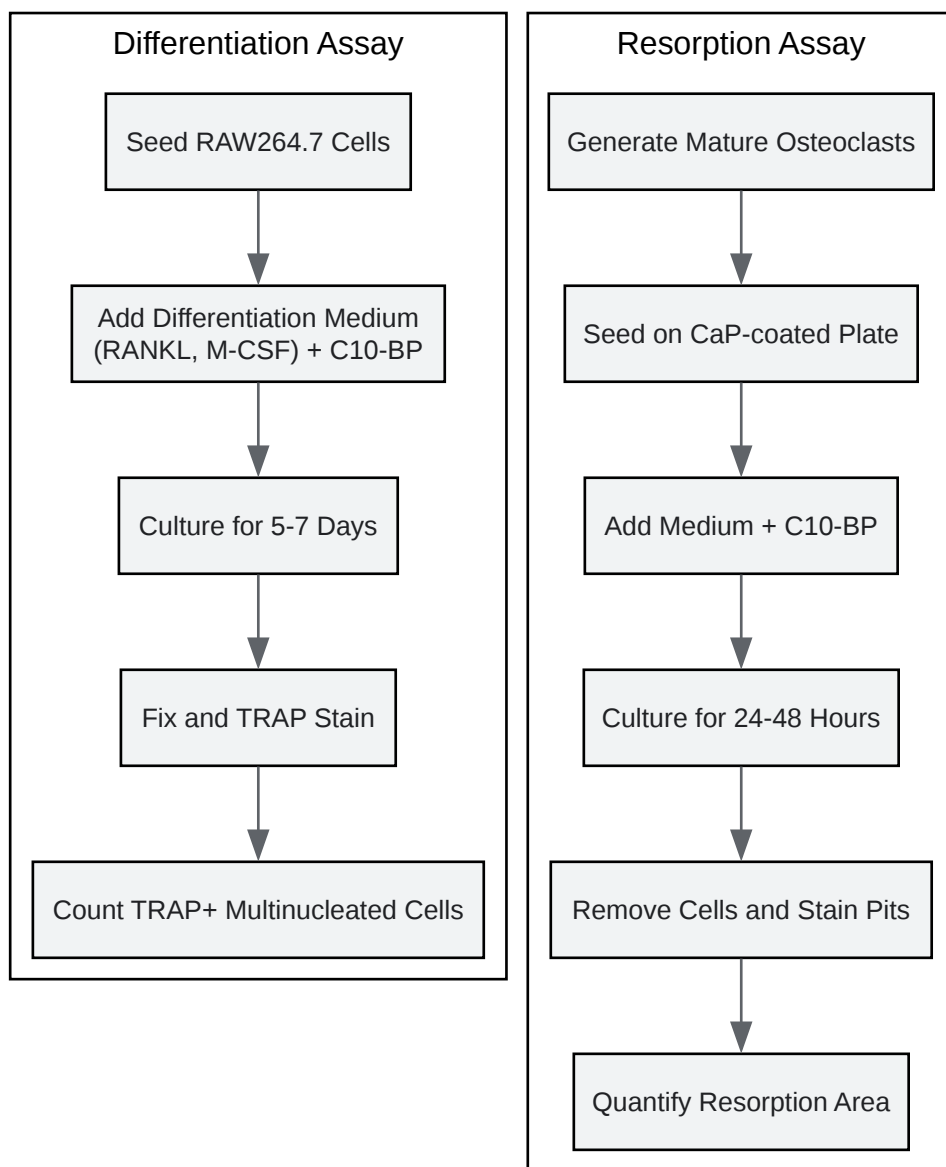 Differentiation Assay
Seed RAW264.7 Cells
Add Differentiation Medium
(RANKL, M-CSF) + C10-BP
Culture for 5-7 Days
Fix and TRAP Stain
Count TRAP+ Multinucleated Cells
Resorption Assay
Generate Mature Osteoclasts
Seed on CaP-coated Plate
Add Medium + C10-BP
Culture for 24-48 Hours
Remove Cells and Stain Pits
Quantify Resorption Area